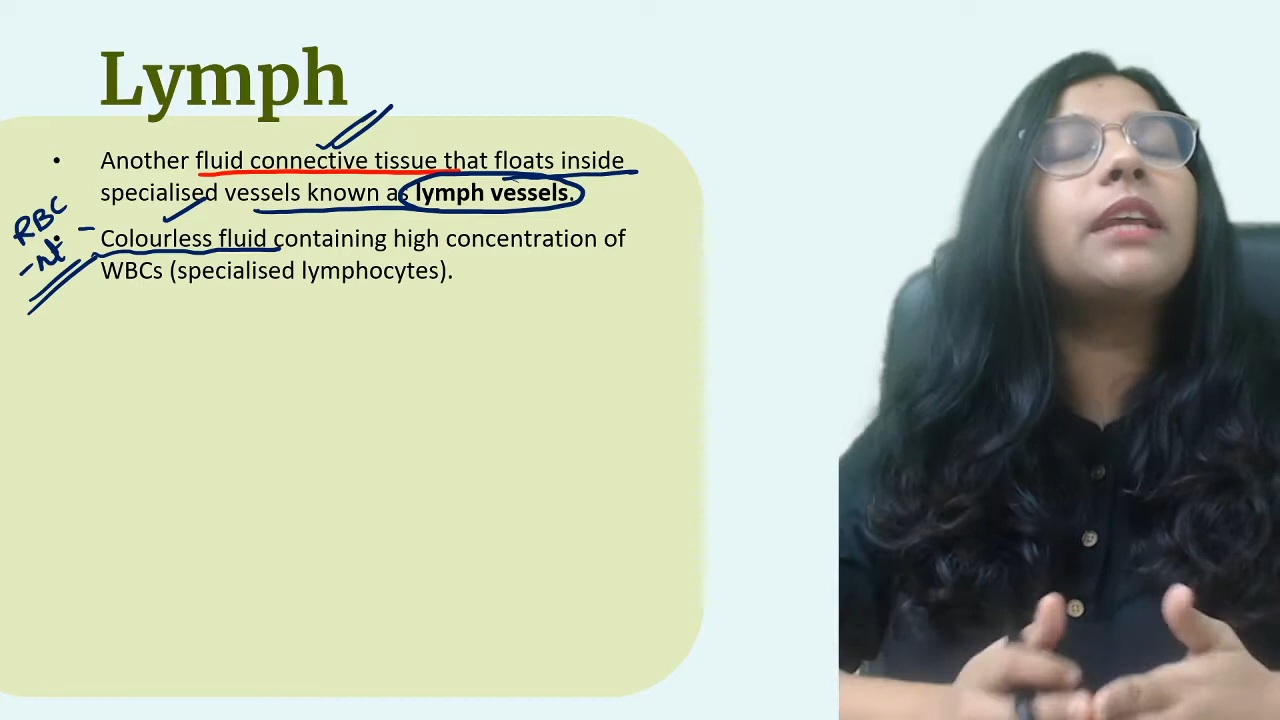 Lymph
• Another fluid connective tissue that floats inside
specialised vessels known as lymph vessels.
Colourless fluid containing high concentration of
WBCs (specialised lymphocytes).
RBC